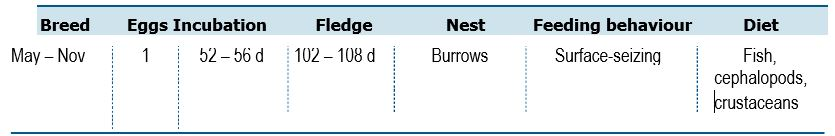 Breed Eggs Incubation Fledge Nest Feeding behaviour Diet
May – Nov 1 52 – 56 d 102 – 108 d Burrows Surface-seizing Fish,
cephalopods,
crustaceans